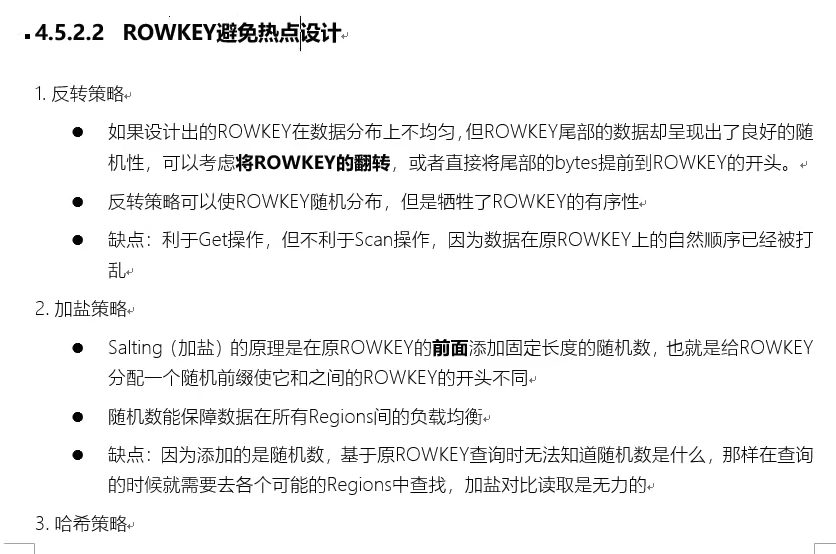 4.5.2.2 ROWKEY避免热点设计
1. 反转策略
● 如果设计出的ROWKEY在数据分布上不均匀，但ROWKEY尾部的数据却呈现出了良好的随
机性，可以考虑将ROWKEY的翻转，或者直接将尾部的bytes提前到ROWKEY的开头。
● 反转策略可以使ROWKEY随机分布，但是牺牲了ROWKEY的有序性
● 缺点：利于Get操作，但不利于Scan操作，因为数据在原ROWKEY上的自然顺序已经被打
乱
2. 加盐策略
● Salting（加盐）的原理是在原ROWKEY的前面添加固定长度的随机数，也就是给ROWKEY
分配一个随机前缀使它和之间的ROWKEY的开头不同
● 随机数能保障数据在所有Regions间的负载均衡
● 缺点：因为添加的是随机数，基于原ROWKEY查询时无法知道随机数是什么，那样在查询
的时候就需要去各个可能的Regions中查找，加盐对比读取是无力的
3. 哈希策略